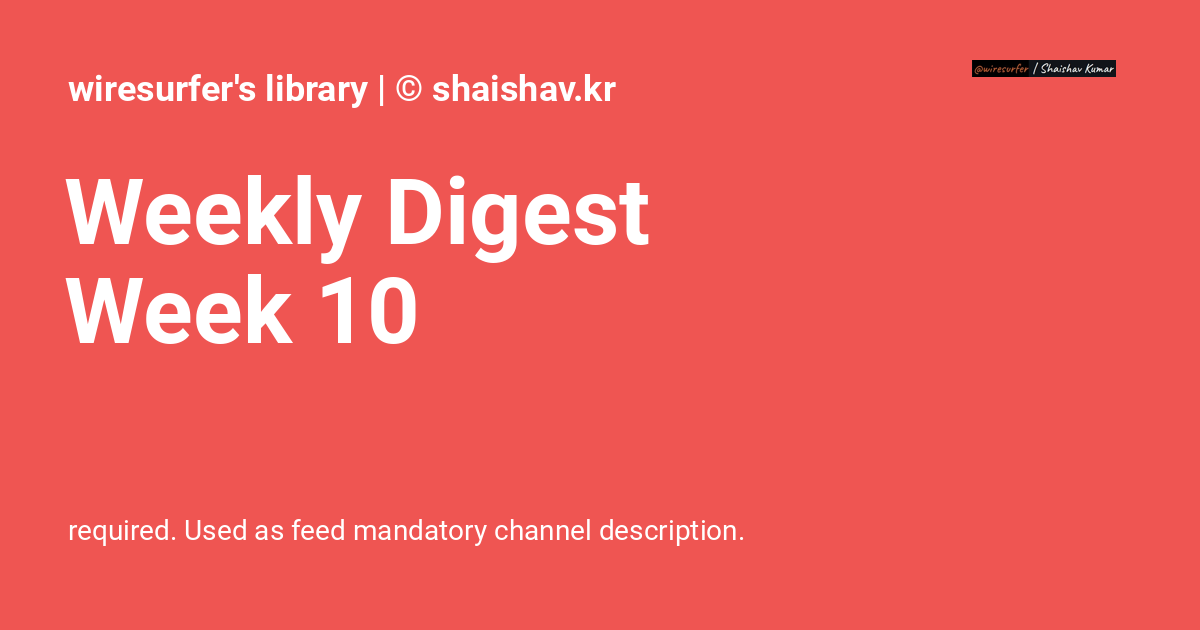 wiresurfer's library | © shaishav.kr
@wiresurfer | Shaishav Kumar
Weekly Digest
Week 10
required. Used as feed mandatory channel description.